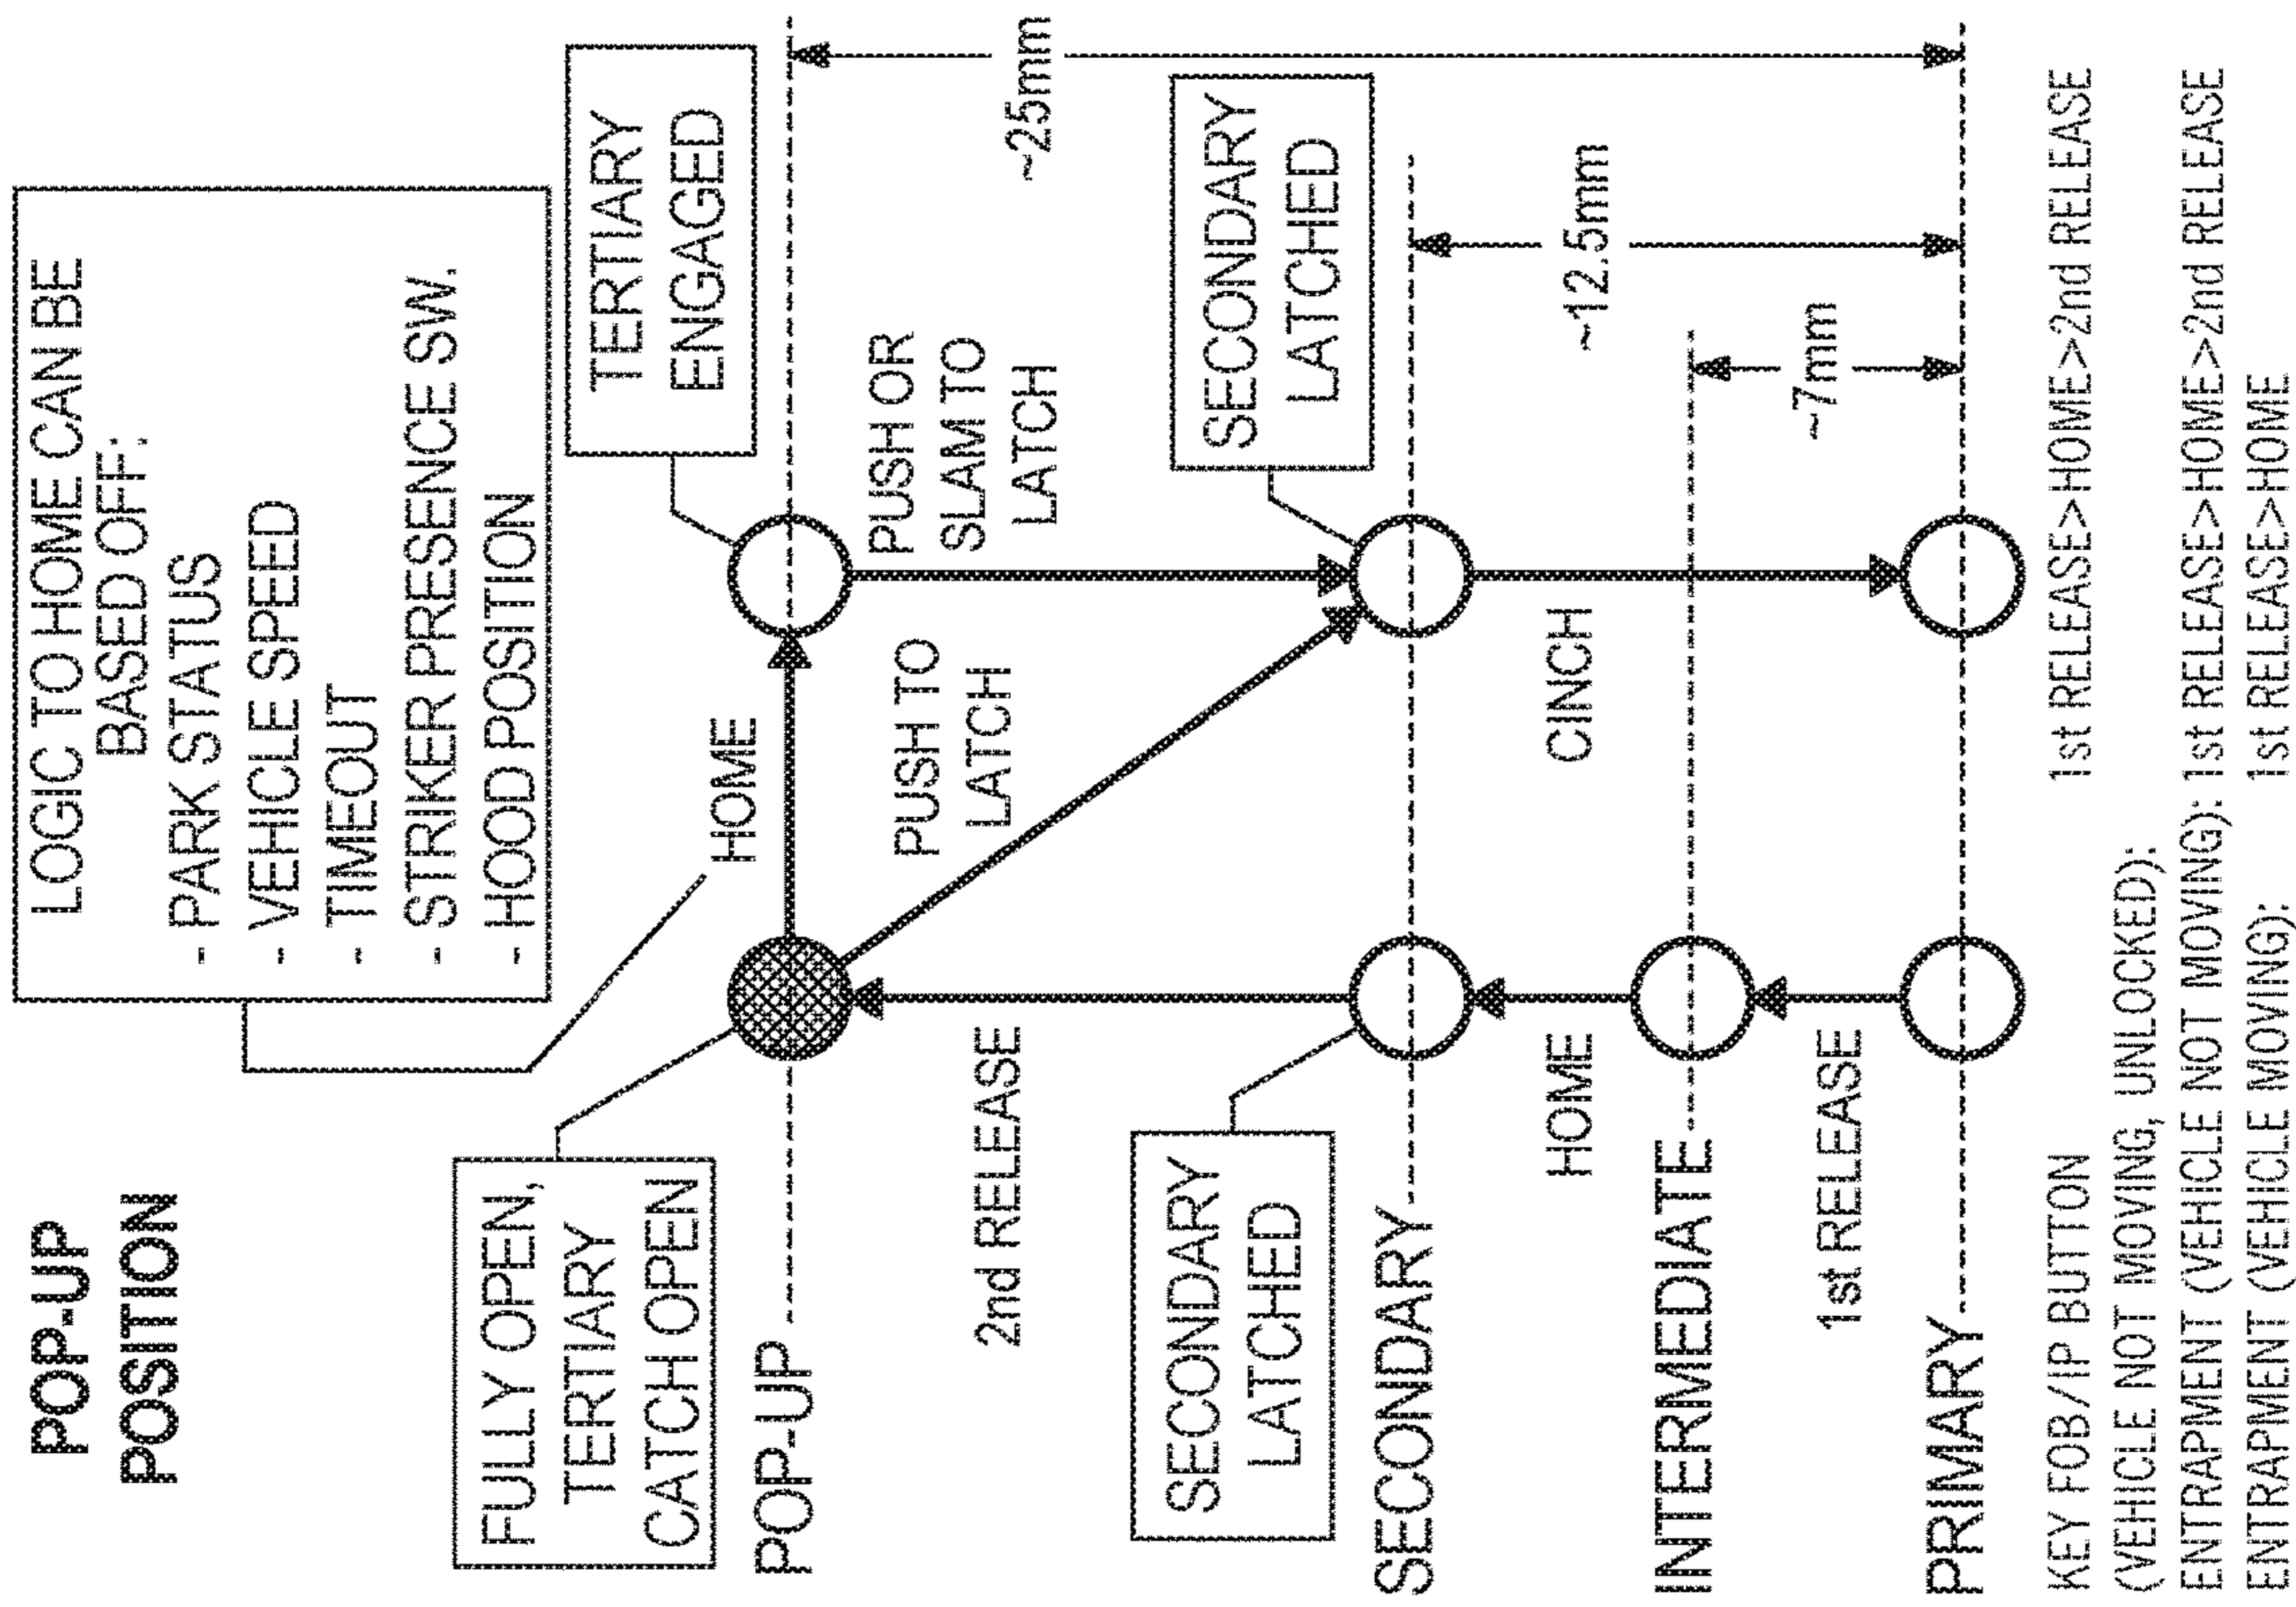 POP-UP
POSITION
LOGIC TO HOME CAN BE
BASED OFF:
- PARK STATUS
- VEHICLE SPEED
- TIMEOUT
- STRIKER PRESENCE SW.
- HOOD POSITION
FULLY OPEN,
TERTIARY
CATCH OPEN
HOME
TERTIARY
ENGAGED
POP-UP
2nd RELEASE
PUSH TO
LATCH
PUSH OR
SLAM TO
LATCH
~25mm
SECONDARY
LATCHED
SECONDARY
LATCHED
SECONDARY
HOME
CINCH
~12.5mm
INTERMEDIATE
1st RELEASE
~7mm
PRIMARY
KEY FOB/IP BUTTON
(VEHICLE NOT MOVING, UNLOCKED): 1st RELEASE>HOME>2nd RELEASE
ENTRAPMENT (VEHICLE NOT MOVING): 1st RELEASE>HOME>2nd RELEASE
ENTRAPMENT (VEHICLE MOVING): 1st RELEASE>HOME